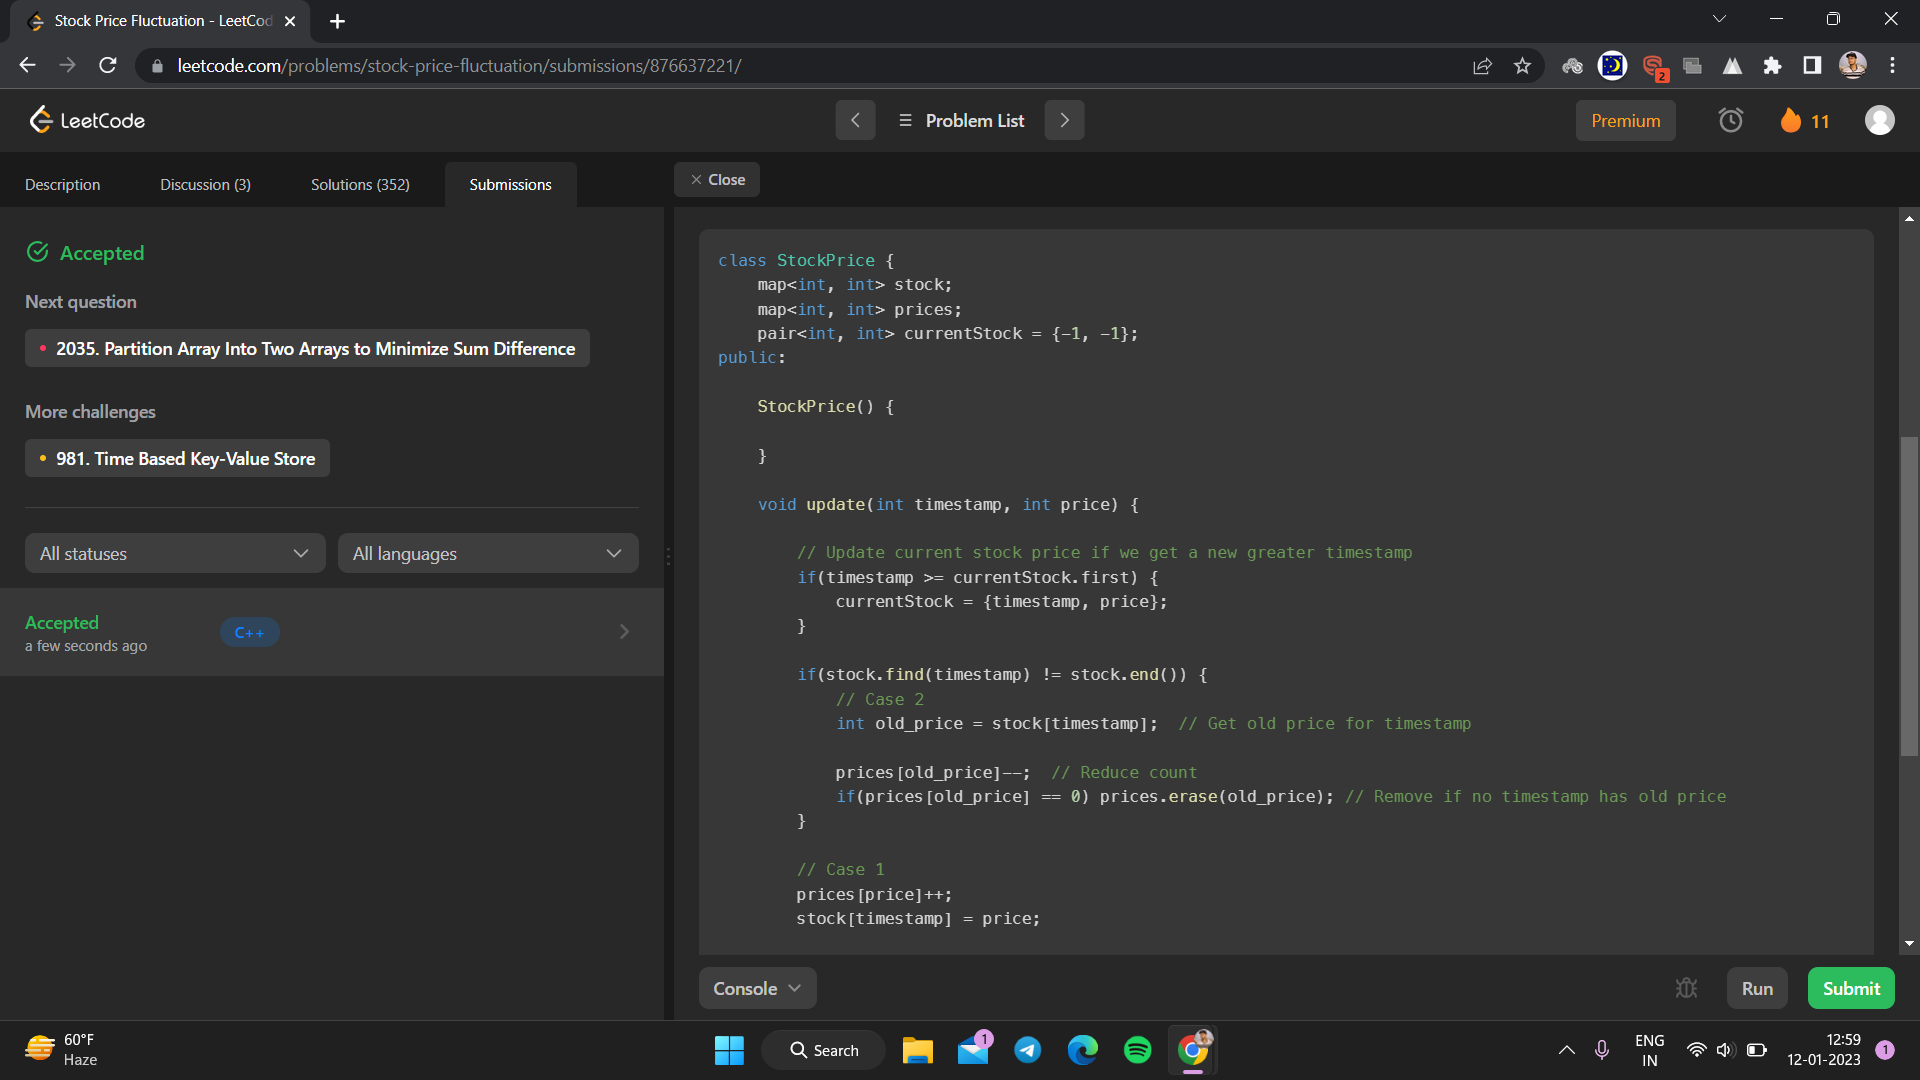 Stock Price Fluctuation - LeetCod
leetcode.com/problems/stock-price-fluctuation/submissions/876637221/
2
LeetCode
Problem List
Premium
11
Description
Discussion (3)
Solutions (352)
Submissions
Close
Accepted
Next question
2035. Partition Array Into Two Arrays to Minimize Sum Difference
More challenges
981. Time Based Key-Value Store
All statuses
All languages
Accepted
a few seconds ago
C++
class StockPrice {
map<int, int> stock;
map<int, int> prices;
pair<int, int> currentStock = {-1, -1};
public:
StockPrice() {
}
void update(int timestamp, int price) {
// Update current stock price if we get a new greater timestamp
if(timestamp >= currentStock.first) {
currentStock = {timestamp, price};
}
if(stock.find(timestamp) != stock.end()) {
// Case 2
int old_price = stock[timestamp];  // Get old price for timestamp
prices[old_price]--;  // Reduce count
if(prices[old_price] == 0) prices.erase(old_price); // Remove if no timestamp has old price
}
// Case 1
prices[price]++;
stock[timestamp] = price;
Console
Run
Submit
60°F
Haze
Search
1
ENG
IN
12:59
12-01-2023
1